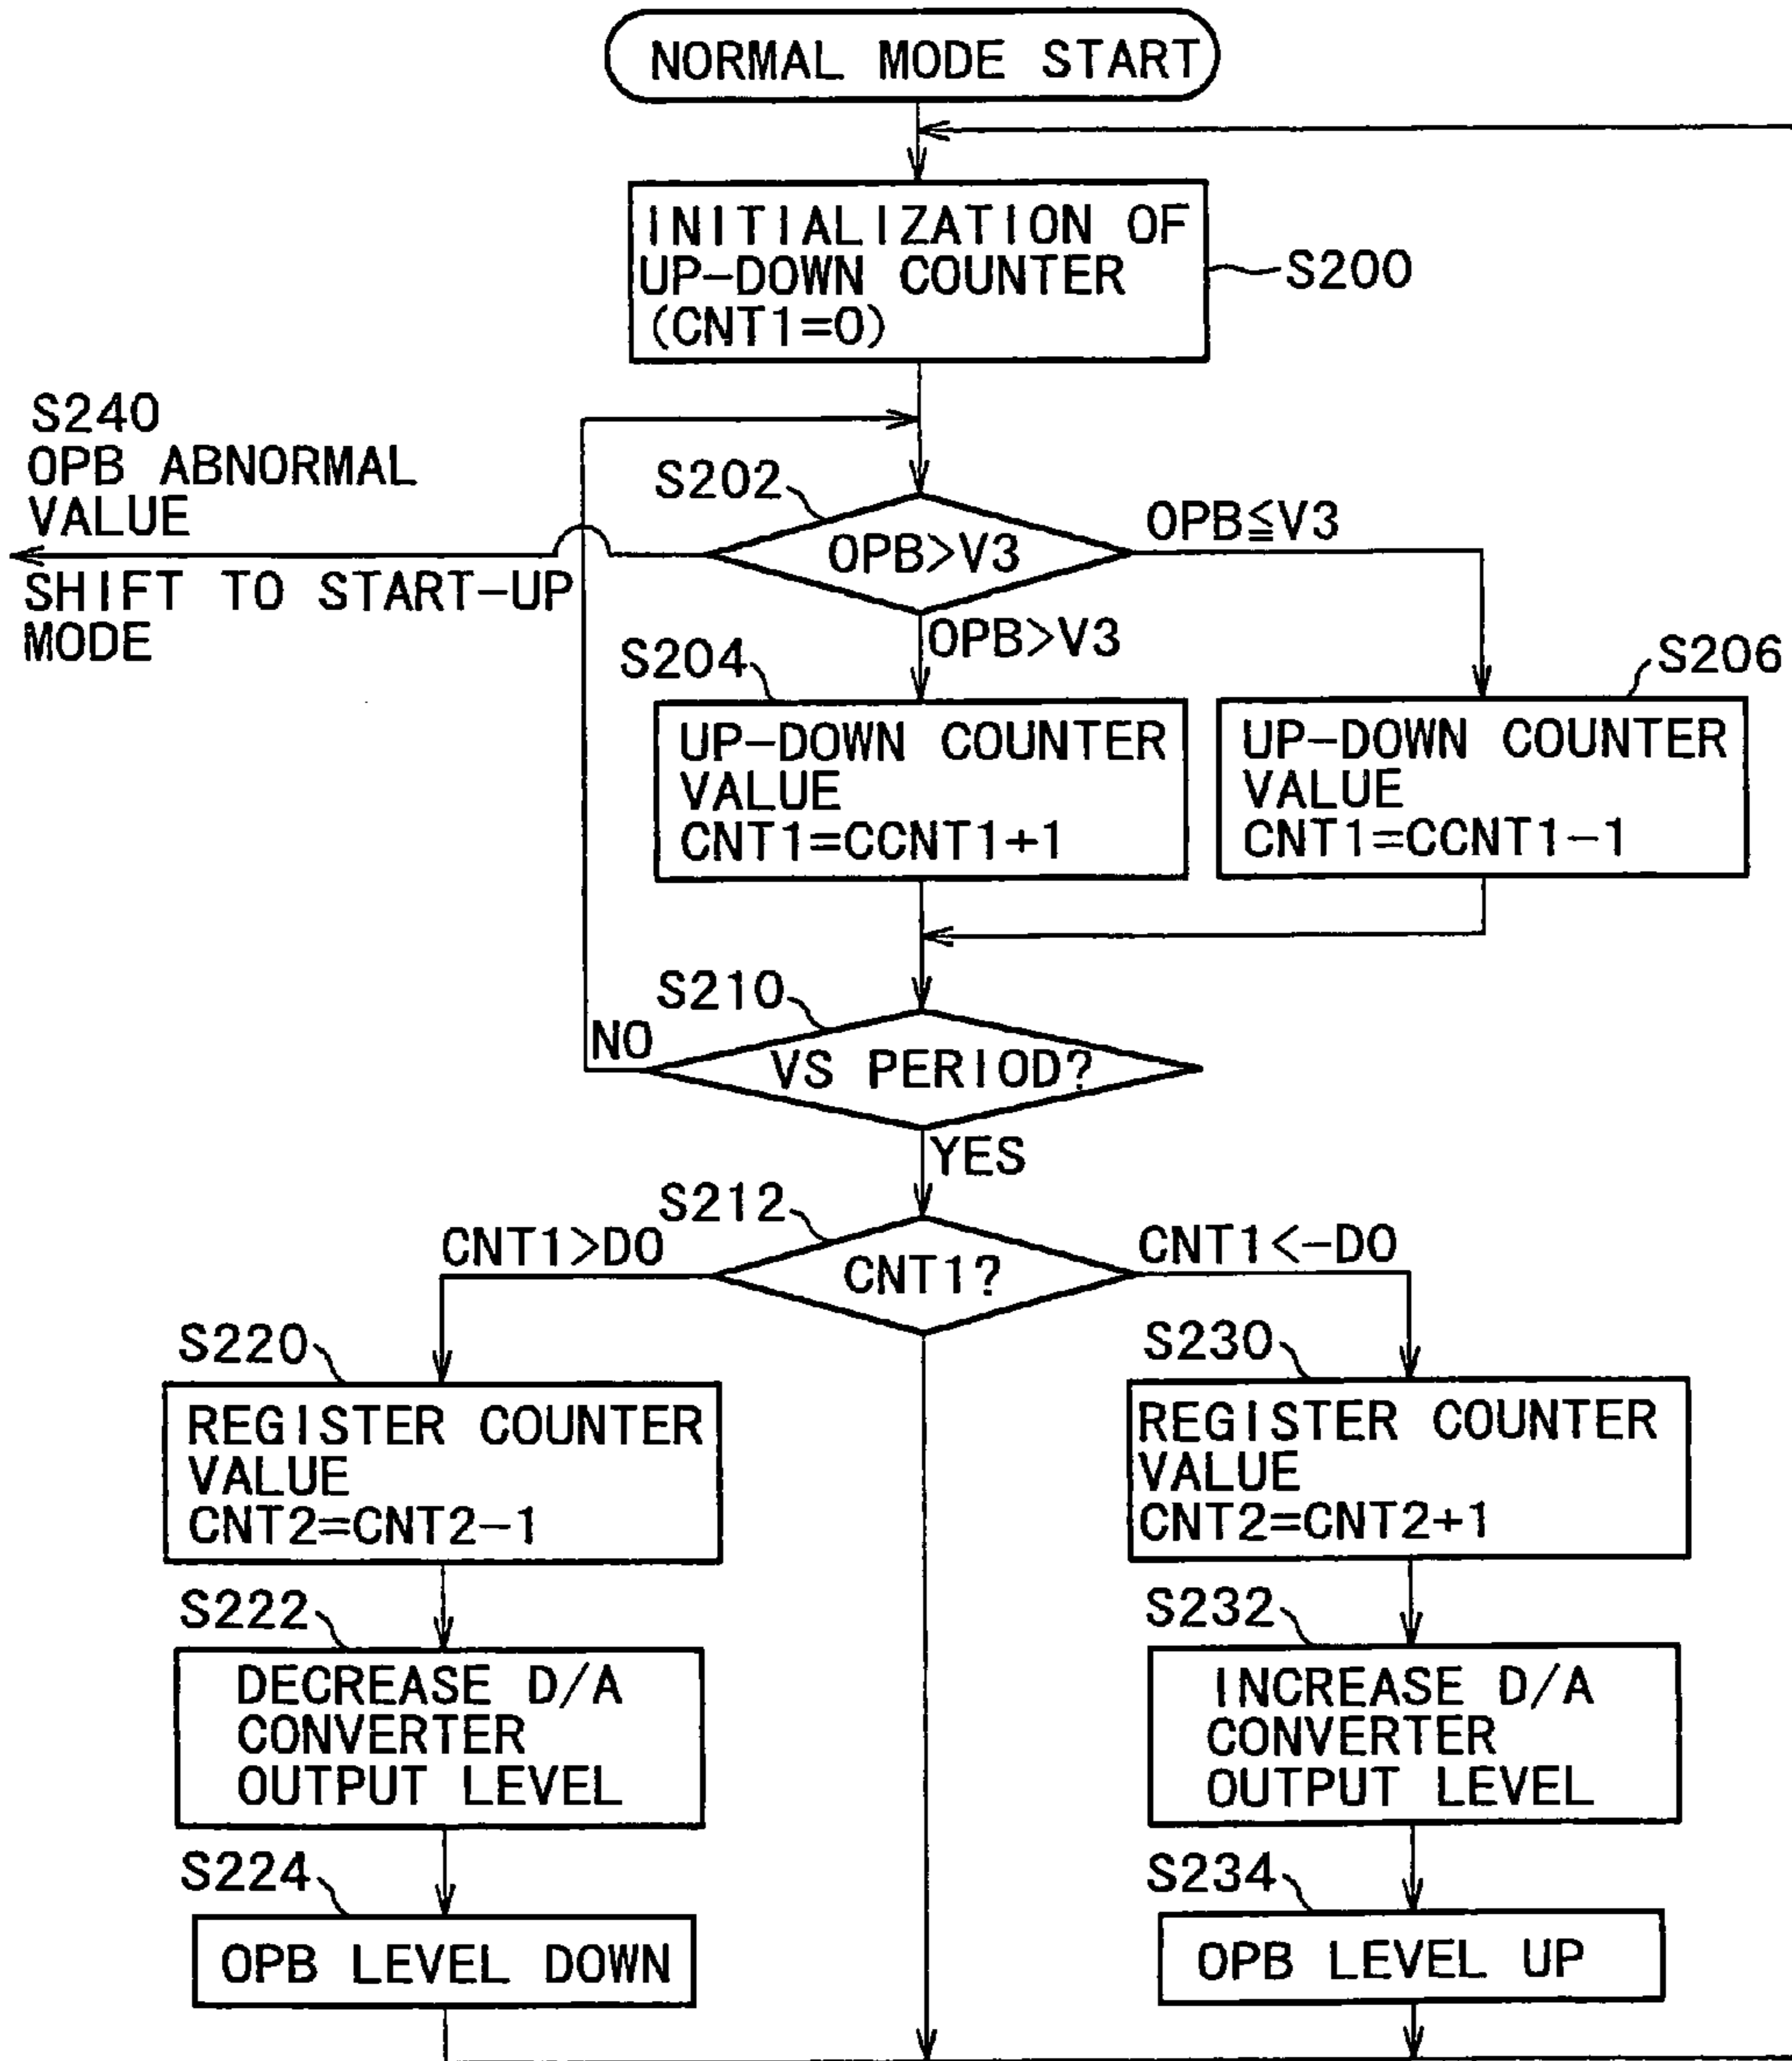 NORMAL MODE START
INITIALIZATION OF
UP-DOWN COUNTER
(CNT1=0)
S200
S240
OPB ABNORMAL
VALUE
SHIFT TO START-UP
MODE
S202
OPB>V3
OPB≦V3
OPB>V3
S204
UP-DOWN COUNTER
VALUE
CNT1=CCNT1+1
S206
UP-DOWN COUNTER
VALUE
CNT1=CCNT1-1
S210
VS PERIOD?
NO
YES
S212
CNT1?
CNT1>D0
CNT1<-D0
S220
REGISTER COUNTER
VALUE
CNT2=CNT2-1
S230
REGISTER COUNTER
VALUE
CNT2=CNT2+1
S222
DECREASE D/A
CONVERTER
OUTPUT LEVEL
S232
INCREASE D/A
CONVERTER
OUTPUT LEVEL
S224
OPB LEVEL DOWN
S234
OPB LEVEL UP